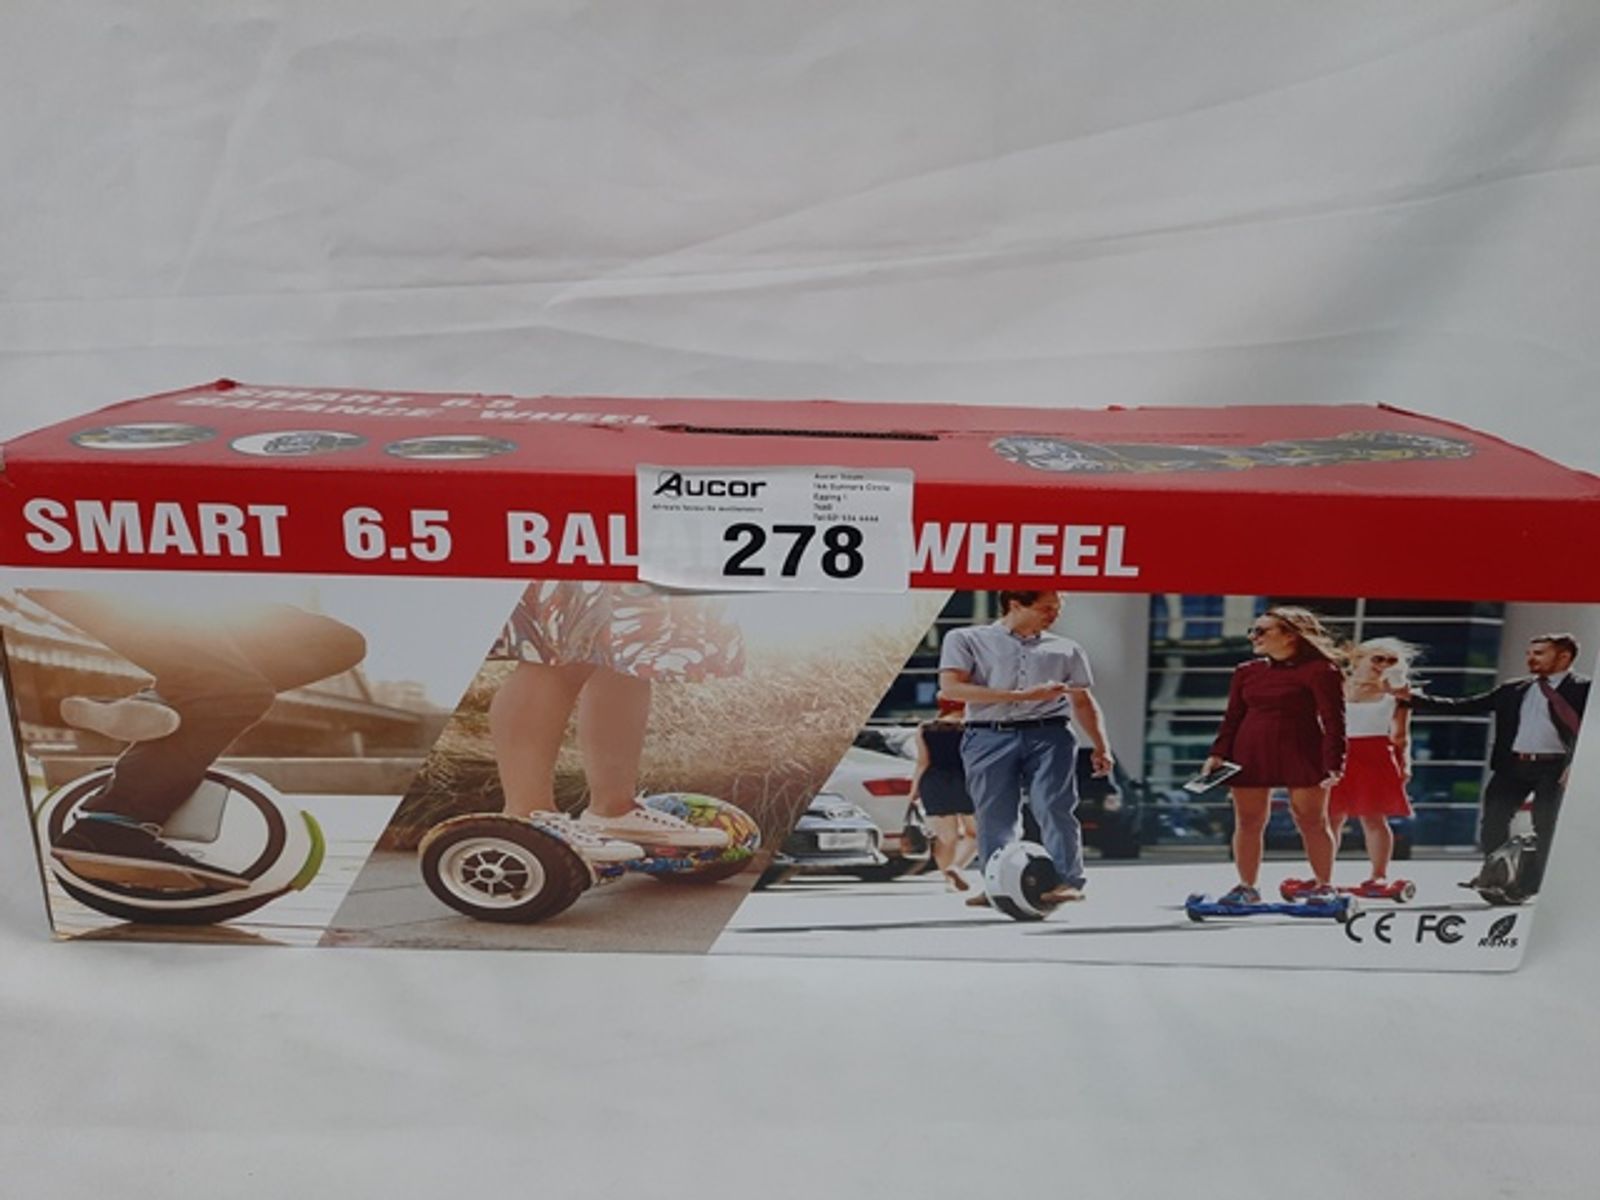 SMART 6.5
BALANCE WHEEL
SMART 6.5 BAL WHEEL
Aucor
278
CE FC RoHS